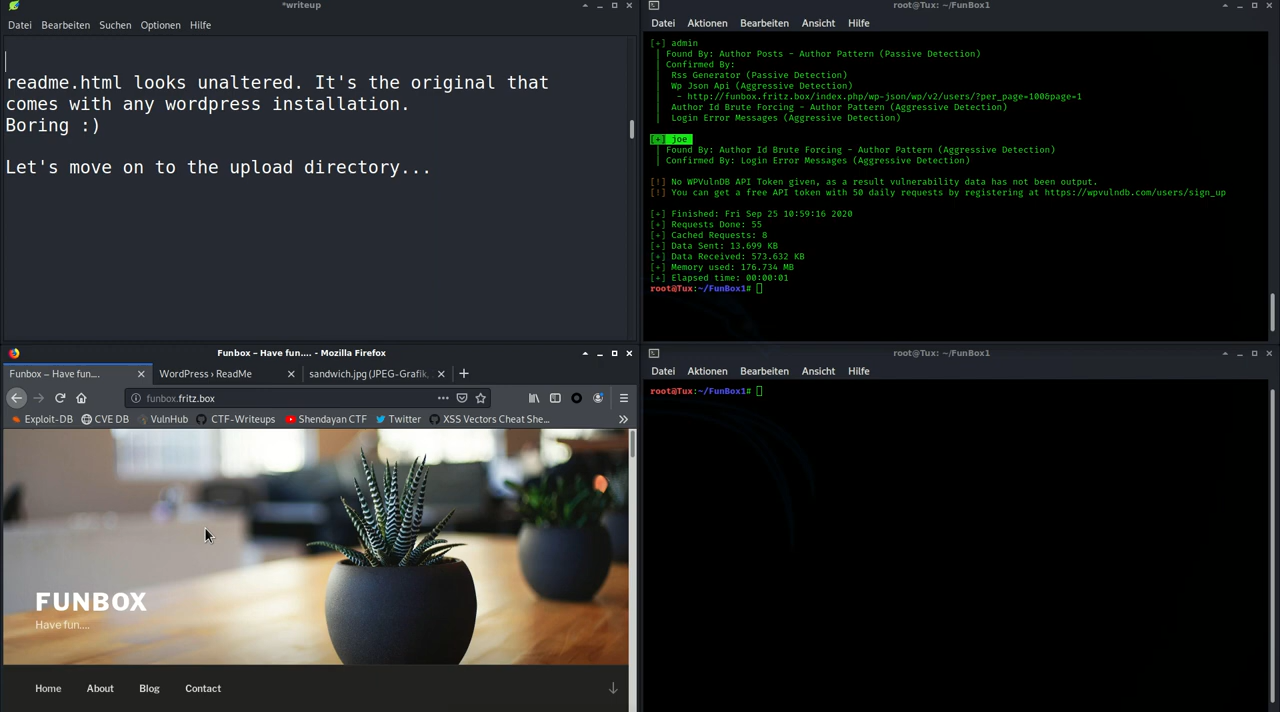 *writeup
Datei Bearbeiten Suchen Optionen Hilfe
readme.html looks unaltered. It's the original that
comes with any wordpress installation.
Boring :)
Let's move on to the upload directory...
root@Tux: ~/FunBox1
Datei Aktionen Bearbeiten Ansicht Hilfe
[+] admin
| Found By: Author Posts - Author Pattern (Passive Detection)
| Confirmed By:
|  Rss Generator (Passive Detection)
|  Wp Json Api (Aggressive Detection)
|   - http://funbox.fritz.box/index.php/wp-json/wp/v2/users/?per_page=100&page=1
|  Author Id Brute Forcing - Author Pattern (Aggressive Detection)
|  Login Error Messages (Aggressive Detection)
[+] joe
| Found By: Author Id Brute Forcing - Author Pattern (Aggressive Detection)
| Confirmed By: Login Error Messages (Aggressive Detection)
[!] No WPVulnDB API Token given, as a result vulnerability data has not been output.
[!] You can get a free API token with 50 daily requests by registering at https://wpvulndb.com/users/sign_up
[+] Finished: Fri Sep 25 10:59:16 2020
[+] Requests Done: 55
[+] Cached Requests: 8
[+] Data Sent: 13.699 KB
[+] Data Received: 573.632 KB
[+] Memory used: 176.734 MB
[+] Elapsed time: 00:00:01
root@Tux:~/FunBox1#
Funbox – Have fun.... - Mozilla Firefox
Funbox – Have fun.... WordPress › ReadMe sandwich.jpg (JPEG-Grafik,
funbox.fritz.box
Exploit-DB CVE DB VulnHub CTF-Writeups Shendayan CTF Twitter XSS Vectors Cheat She...
FUNBOX
Have fun....
Home About Blog Contact
root@Tux: ~/FunBox1
Datei Aktionen Bearbeiten Ansicht Hilfe
root@Tux:~/FunBox1#